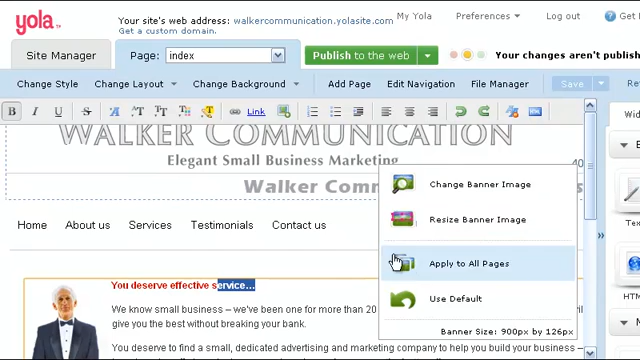 yola
Your site's web address: walkercommunication.yolasite.com
Get a custom domain.
My Yola
Preferences
Log out
Get
Site Manager
Page: index
Publish to the web
Your changes aren't publish
Change Style
Change Layout
Change Background
Add Page
Edit Navigation
File Manager
Save
Ret
B I U S Link
WALKER COMMUNICATION
Elegant Small Business Marketing
40
Walker Comm
Wid
Change Banner Image
Resize Banner Image
Apply to All Pages
Use Default
Banner Size: 900px by 126px
Home
About us
Services
Testimonials
Contact us
Tex
HTM
You deserve effective service...
We know small business – we've been one for more than 20
give you the best without breaking your bank.
You deserve to find a small, dedicated advertising and marketing company to help you build your business,